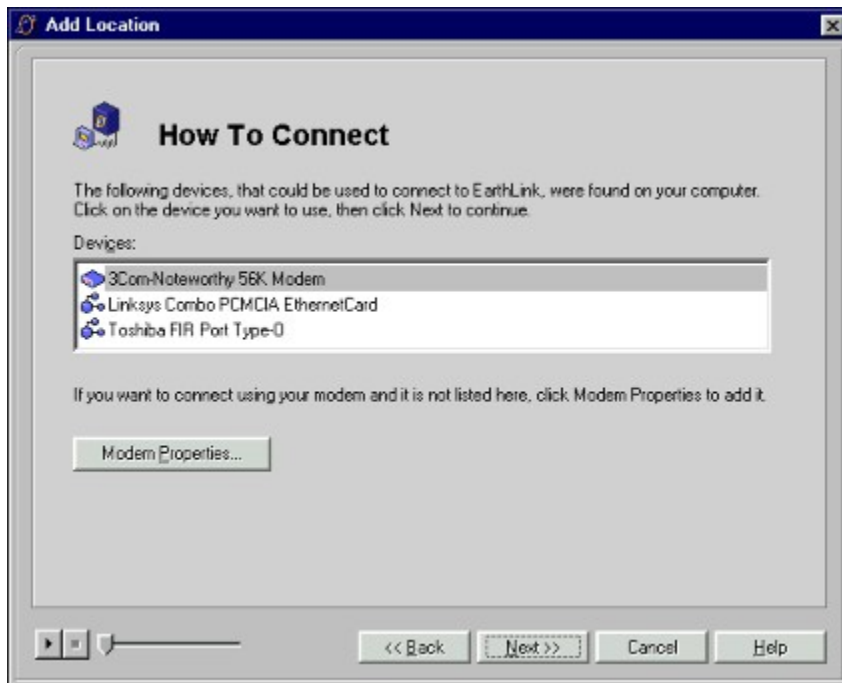 Add Location
How To Connect
The following devices, that could be used to connect to EarthLink, were found on your computer.
Click on the device you want to use, then click Next to continue.
Devices:
3Com-Noteworthy 56K Modem
Linksys Combo PCMCIA EthernetCard
Toshiba FIR Port Type-O
If you want to connect using your modem and it is not listed here, click Modem Properties to add it.
Modem Properties...
<< Back
Next >>
Cancel
Help